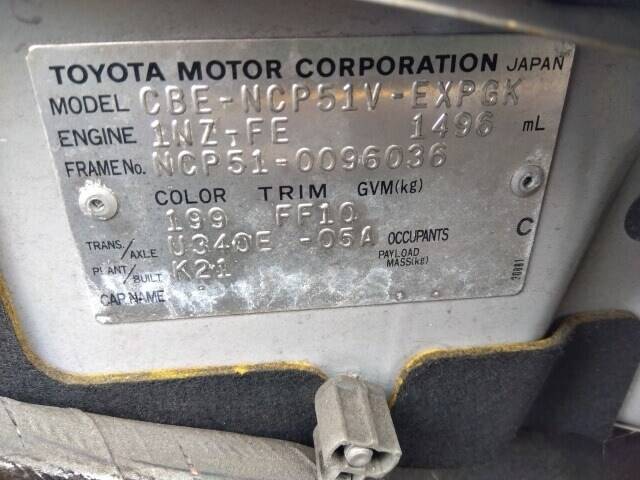 TOYOTA MOTOR CORPORATION JAPAN
MODEL CBE-NCP51V-EXPGK
ENGINE 1NZ-FE 1496 mL
FRAME No. NCP51-0096036
COLOR TRIM GVM(kg)
199 FF10
TRANS./AXLE U340E -05A OCCUPANTS C
PLANT/BUILT K21 PAYLOAD MASS(kg)
CAP.NAME